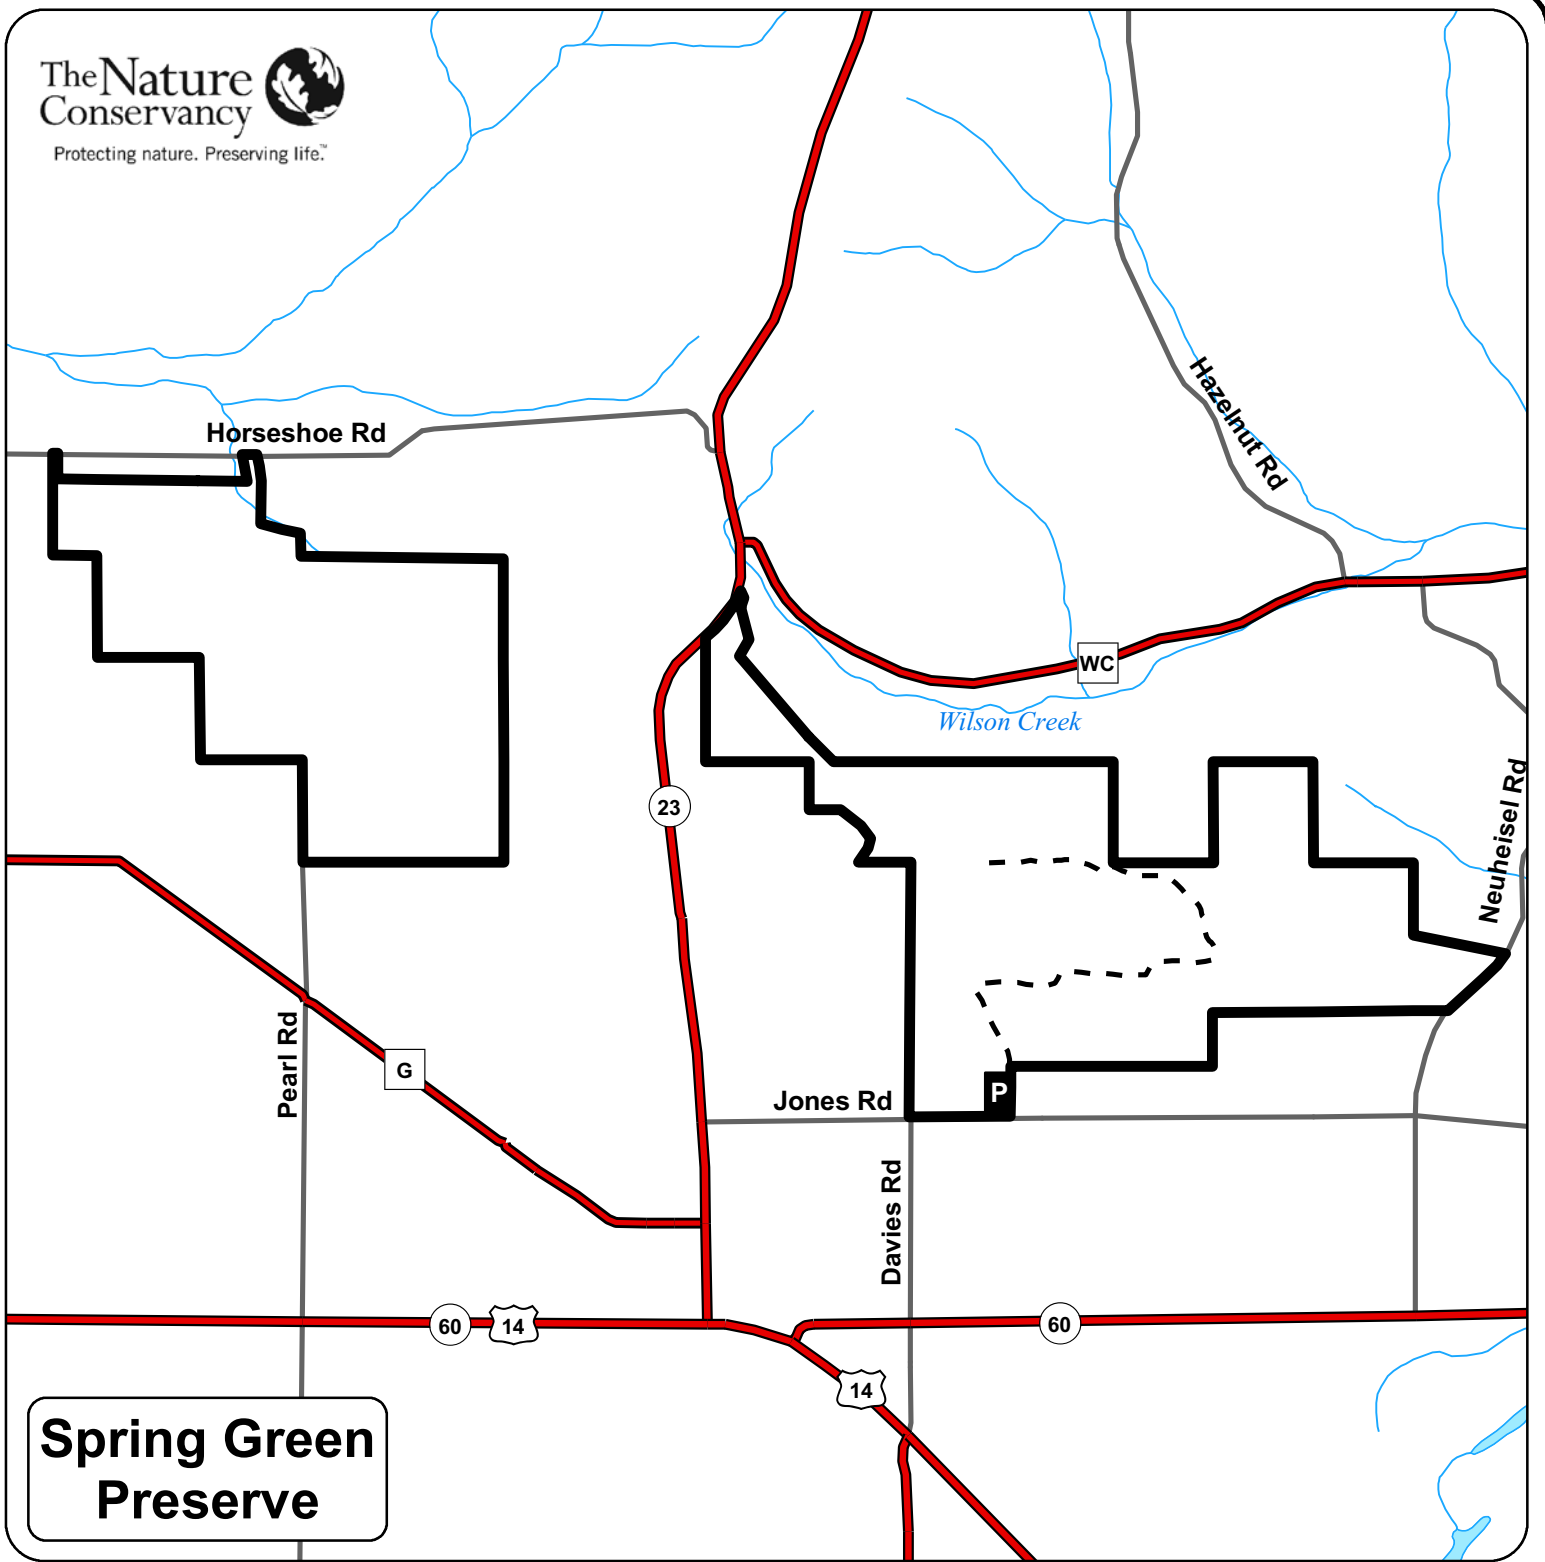 The Nature
Conservancy
Protecting nature. Preserving life.™
Horseshoe Rd
Hazelnut Rd
WC
Wilson Creek
23
Neuheisel Rd
Pearl Rd
G
Jones Rd
P
Davies Rd
60
14
60
14
Spring Green
Preserve